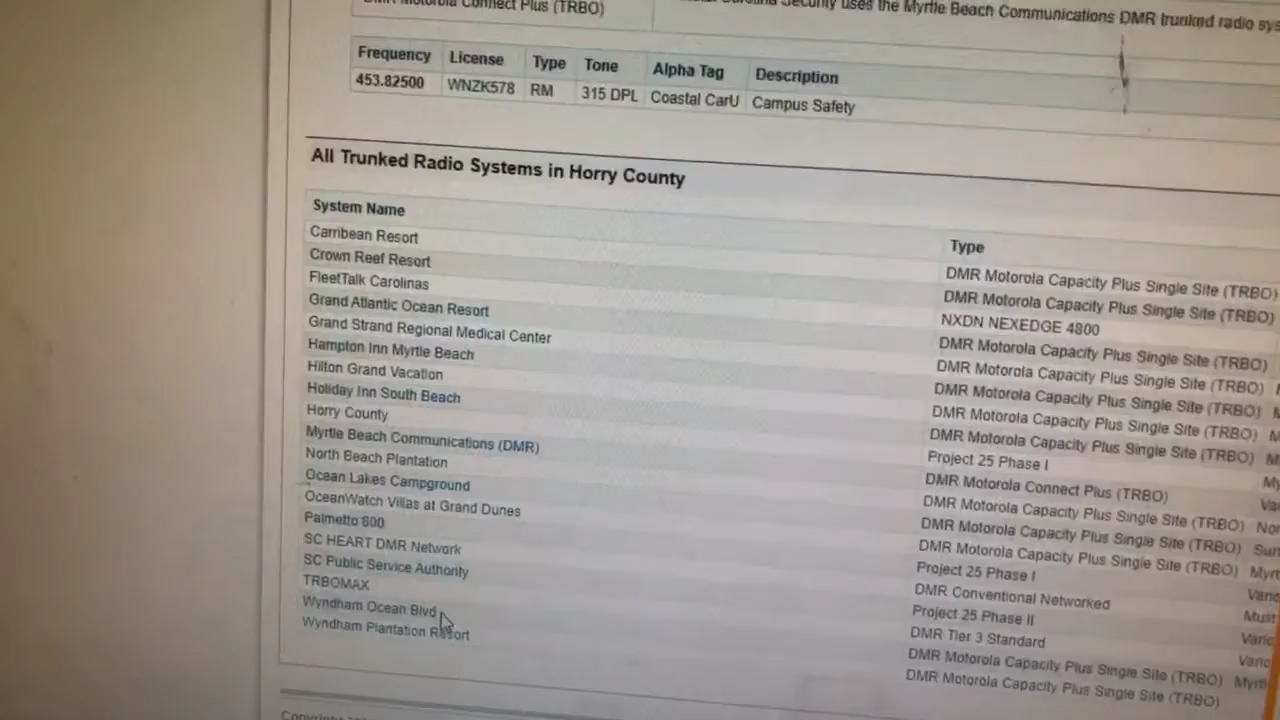 DMR Motorola Connect Plus (TRBO) Security uses the Myrtle Beach Communications DMR trunked radio sys
Frequency License Type Tone Alpha Tag Description
453.82500 WNZK578 RM 315 DPL Coastal CarU Campus Safety
All Trunked Radio Systems in Horry County
System Name Type
Carribean Resort DMR Motorola Capacity Plus Single Site (TRBO)
Crown Reef Resort DMR Motorola Capacity Plus Single Site (TRBO)
FleetTalk Carolinas NXDN NEXEDGE 4800
Grand Atlantic Ocean Resort DMR Motorola Capacity Plus Single Site (TRBO)
Grand Strand Regional Medical Center DMR Motorola Capacity Plus Single Site (TRBO)
Hampton Inn Myrtle Beach DMR Motorola Capacity Plus Single Site (TRBO)
Hilton Grand Vacation DMR Motorola Capacity Plus Single Site (TRBO)
Holiday Inn South Beach DMR Motorola Capacity Plus Single Site (TRBO)
Horry County Project 25 Phase I
Myrtle Beach Communications (DMR) DMR Motorola Connect Plus (TRBO)
North Beach Plantation DMR Motorola Capacity Plus Single Site (TRBO)
Ocean Lakes Campground DMR Motorola Capacity Plus Single Site (TRBO)
OceanWatch Villas at Grand Dunes DMR Motorola Capacity Plus Single Site (TRBO)
Palmetto 800 Project 25 Phase I
SC HEART DMR Network DMR Conventional Networked
SC Public Service Authority Project 25 Phase II
TRBOMAX DMR Tier 3 Standard
Wyndham Ocean Blvd DMR Motorola Capacity Plus Single Site (TRBO)
Wyndham Plantation Resort DMR Motorola Capacity Plus Single Site (TRBO)